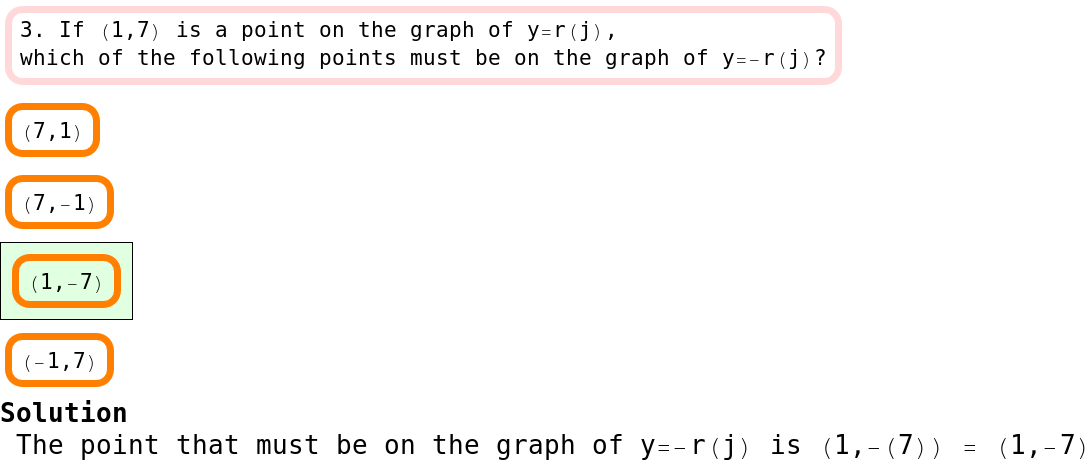 3. If (1,7) is a point on the graph of y=r(j),
which of the following points must be on the graph of y=-r(j)?
(7,1)
(7,-1)
(1,-7)
(-1,7)
Solution
The point that must be on the graph of y=-r(j) is (1,-(7)) = (1,-7)